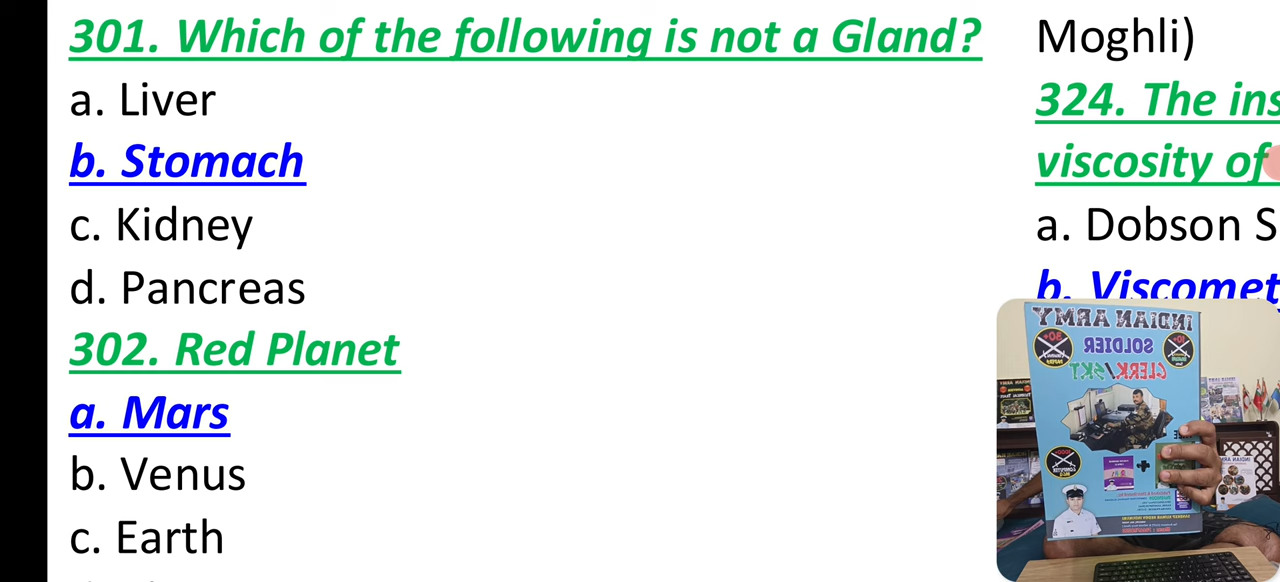 301. Which of the following is not a Gland?
a. Liver
b. Stomach
c. Kidney
d. Pancreas
302. Red Planet
a. Mars
b. Venus
c. Earth
Moghli)
324. The ins
viscosity of
a. Dobson S
b. Viscomet
INDIAN ARMY
SOLDIER
CLERK/SKT